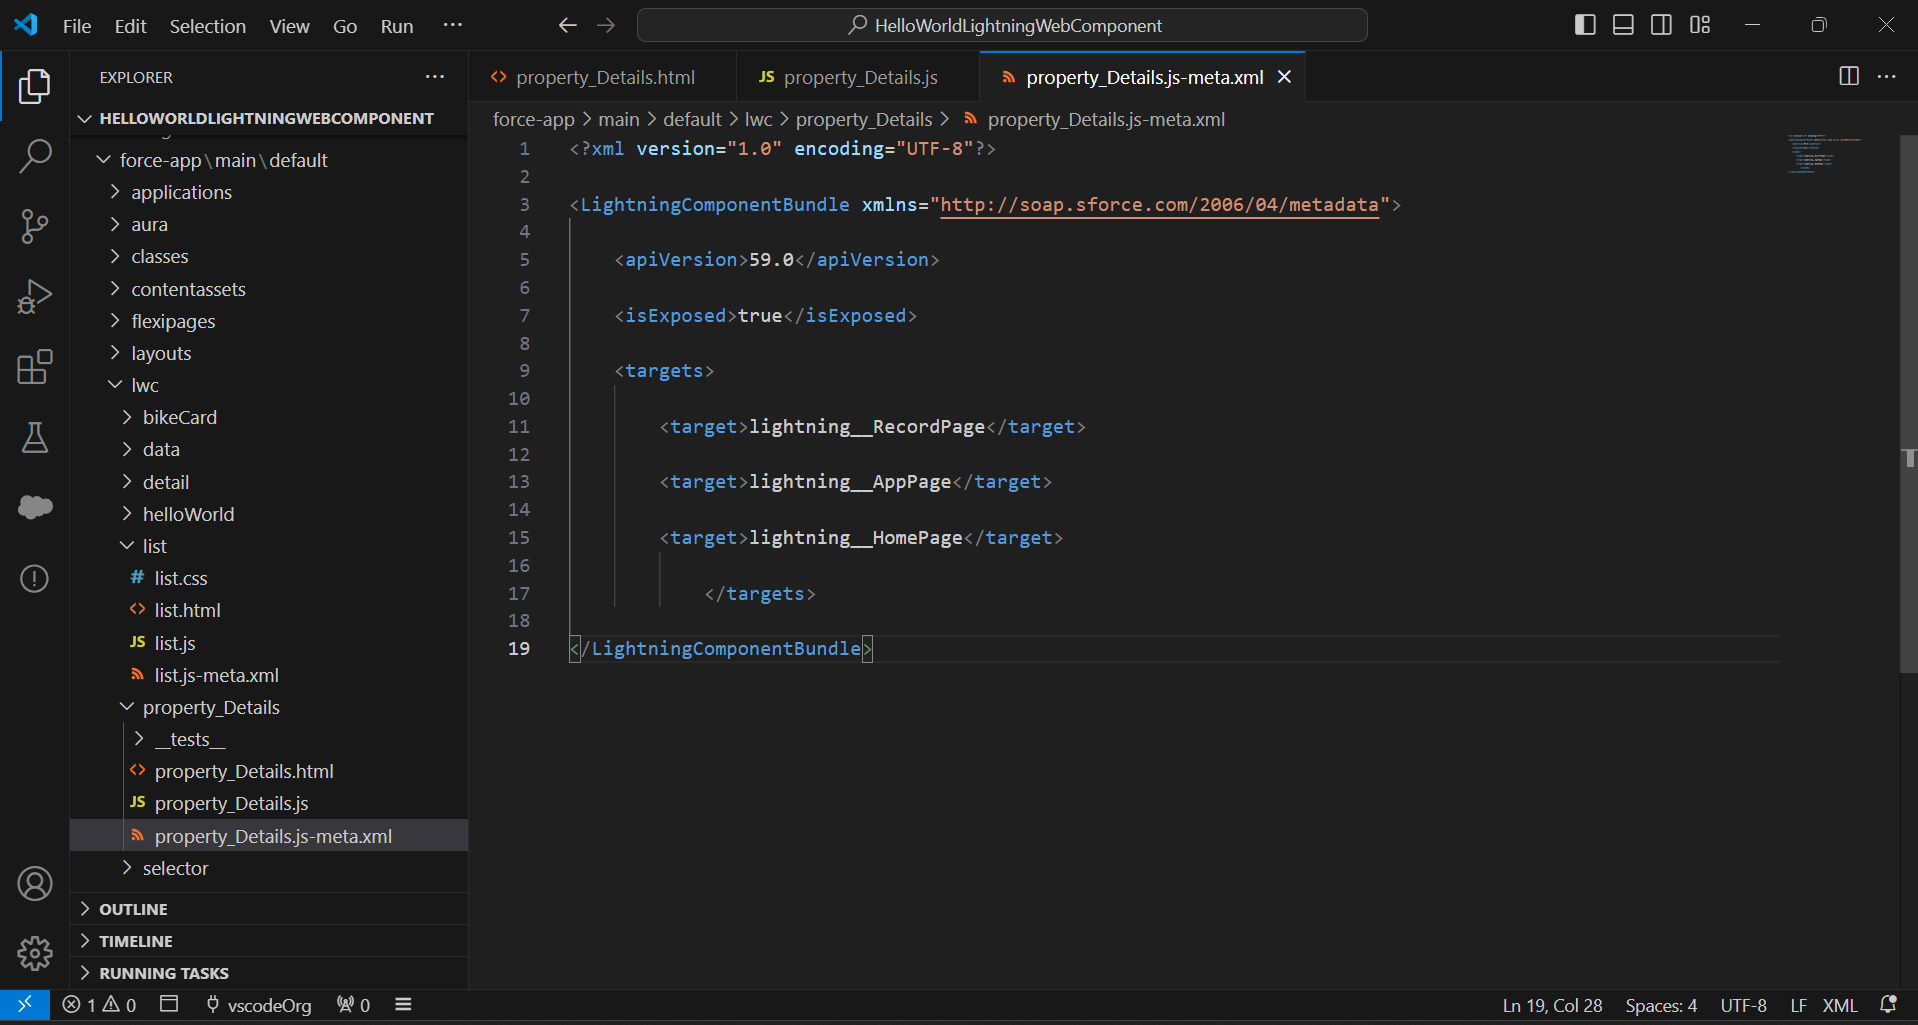 File Edit Selection View Go Run ··· HelloWorldLightningWebComponent
EXPLORER ···
HELLOWORLDLIGHTNINGWEBCOMPONENT
force-app\main\default
applications
aura
classes
contentassets
flexipages
layouts
lwc
bikeCard
data
detail
helloWorld
list
list.css
list.html
JS list.js
list.js-meta.xml
property_Details
__tests__
property_Details.html
JS property_Details.js
property_Details.js-meta.xml
selector
OUTLINE
TIMELINE
RUNNING TASKS
property_Details.html JS property_Details.js property_Details.js-meta.xml
force-app > main > default > lwc > property_Details > property_Details.js-meta.xml
1 <?xml version="1.0" encoding="UTF-8"?>
2
3 <LightningComponentBundle xmlns="http://soap.sforce.com/2006/04/metadata">
4
5 <apiVersion>59.0</apiVersion>
6
7 <isExposed>true</isExposed>
8
9 <targets>
10
11 <target>lightning__RecordPage</target>
12
13 <target>lightning__AppPage</target>
14
15 <target>lightning__HomePage</target>
16
17 </targets>
18
19 </LightningComponentBundle>
1 0 vscodeOrg 0 Ln 19, Col 28 Spaces: 4 UTF-8 LF XML